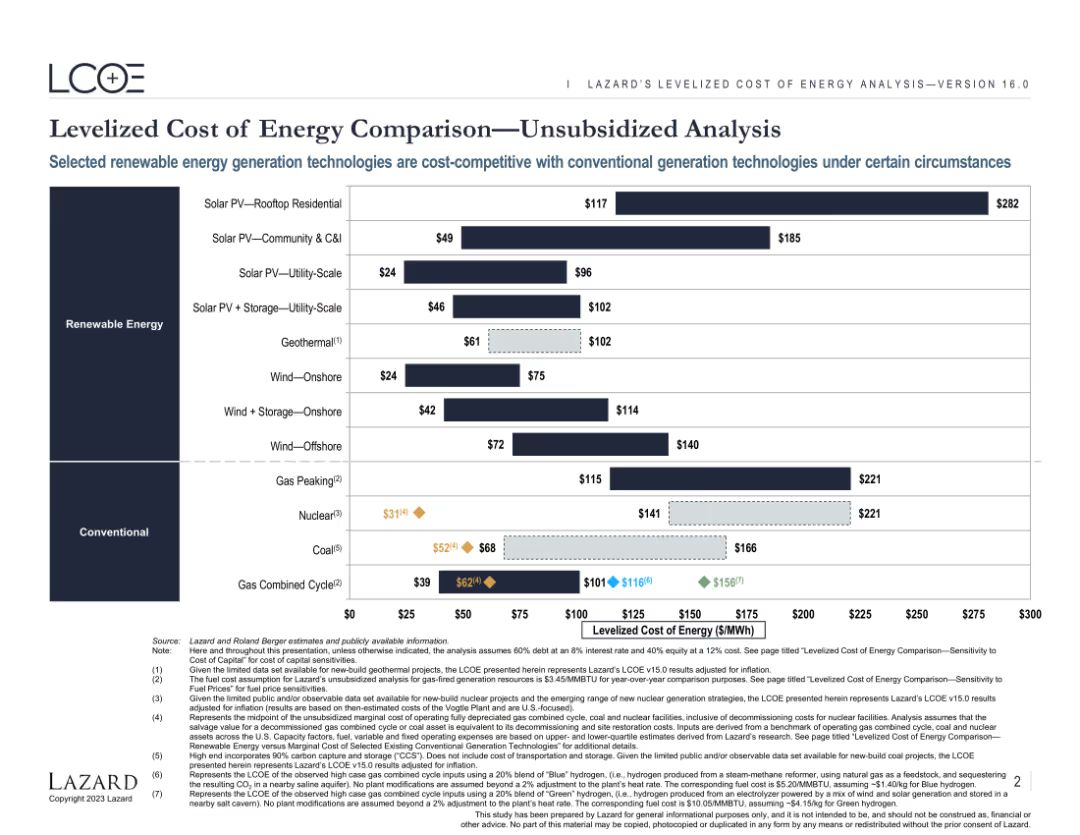 LCOE
I LAZARD'S LEVELIZED COST OF ENERGY ANALYSIS—VERSION 16.0
Levelized Cost of Energy Comparison—Unsubsidized Analysis
Selected renewable energy generation technologies are cost-competitive with conventional generation technologies under certain circumstances
Renewable Energy
Solar PV—Rooftop Residential $117 $282
Solar PV—Community & C&I $49 $185
Solar PV—Utility-Scale $24 $96
Solar PV + Storage—Utility-Scale $46 $102
Geothermal(1) $61 $102
Wind—Onshore $24 $75
Wind + Storage—Onshore $42 $114
Wind—Offshore $72 $140
Conventional
Gas Peaking(2) $115 $221
Nuclear(3) $31(4) $141 $221
Coal(5) $52(4) $68 $166
Gas Combined Cycle(2) $39 $62(4) $101 $116(6) $156(7)
$0 $25 $50 $75 $100 $125 $150 $175 $200 $225 $250 $275 $300
Levelized Cost of Energy ($/MWh)
Source: Lazard and Roland Berger estimates and publicly available information.
Note: Here and throughout this presentation, unless otherwise indicated, the analysis assumes 60% debt at an 8% interest rate and 40% equity at a 12% cost. See page titled "Levelized Cost of Energy Comparison—Sensitivity to
Cost of Capital" for cost of capital sensitivities.
(1) Given the limited data set available for new-build geothermal projects, the LCOE presented herein represents Lazard's LCOE v15.0 results adjusted for inflation.
(2) The fuel cost assumption for Lazard's unsubsidized analysis for gas-fired generation resources is $3.45/MMBTU for year-over-year comparison purposes. See page titled "Levelized Cost of Energy Comparison—Sensitivity to
Fuel Prices" for fuel price sensitivities.
(3) Given the limited public and/or observable data set available for new-build nuclear projects and the emerging range of new nuclear generation strategies, the LCOE presented herein represents Lazard's LCOE v15.0 results
adjusted for inflation (results are based on then-estimated costs of the Vogtle Plant and are U.S.-focused).
(4) Represents the midpoint of the unsubsidized marginal cost of operating fully depreciated gas combined cycle, coal and nuclear facilities, inclusive of decommissioning costs for nuclear facilities. Analysis assumes that the
salvage value for a decommissioned gas combined cycle or coal asset is equivalent to its decommissioning and site restoration costs. Inputs are derived from a benchmark of operating gas combined cycle, coal and nuclear
assets across the U.S. Capacity factors, fuel, variable and fixed operating expenses are based on upper- and lower-quartile estimates derived from Lazard's research. See page titled "Levelized Cost of Energy Comparison—
Renewable Energy versus Marginal Cost of Selected Existing Conventional Generation Technologies" for additional details.
(5) High end incorporates 90% carbon capture and storage ("CCS"). Does not include cost of transportation and storage. Given the limited public and/or observable data set available for new-build coal projects, the LCOE
presented herein represents Lazard's LCOE v15.0 results adjusted for inflation.
(6) Represents the LCOE of the observed high case gas combined cycle inputs using a 20% blend of "Blue" hydrogen, (i.e., hydrogen produced from a steam-methane reformer, using natural gas as a feedstock, and sequestering
the resulting CO2 in a nearby saline aquifer). No plant modifications are assumed beyond a 2% adjustment to the plant's heat rate. The corresponding fuel cost is $5.20/MMBTU, assuming ~$1.40/kg for Blue hydrogen.
(7) Represents the LCOE of the observed high case gas combined cycle inputs using a 20% blend of "Green" hydrogen, (i.e., hydrogen produced from an electrolyzer powered by a mix of wind and solar generation and stored in a
nearby salt cavern). No plant modifications are assumed beyond a 2% adjustment to the plant's heat rate. The corresponding fuel cost is $10.05/MMBTU, assuming ~$4.15/kg for Green hydrogen.
LAZARD
Copyright 2023 Lazard
2
This study has been prepared by Lazard for general informational purposes only, and it is not intended to be, and should not be construed as, financial or
other advice. No part of this material may be copied, photocopied or duplicated in any form by any means or redistributed without the prior consent of Lazard.